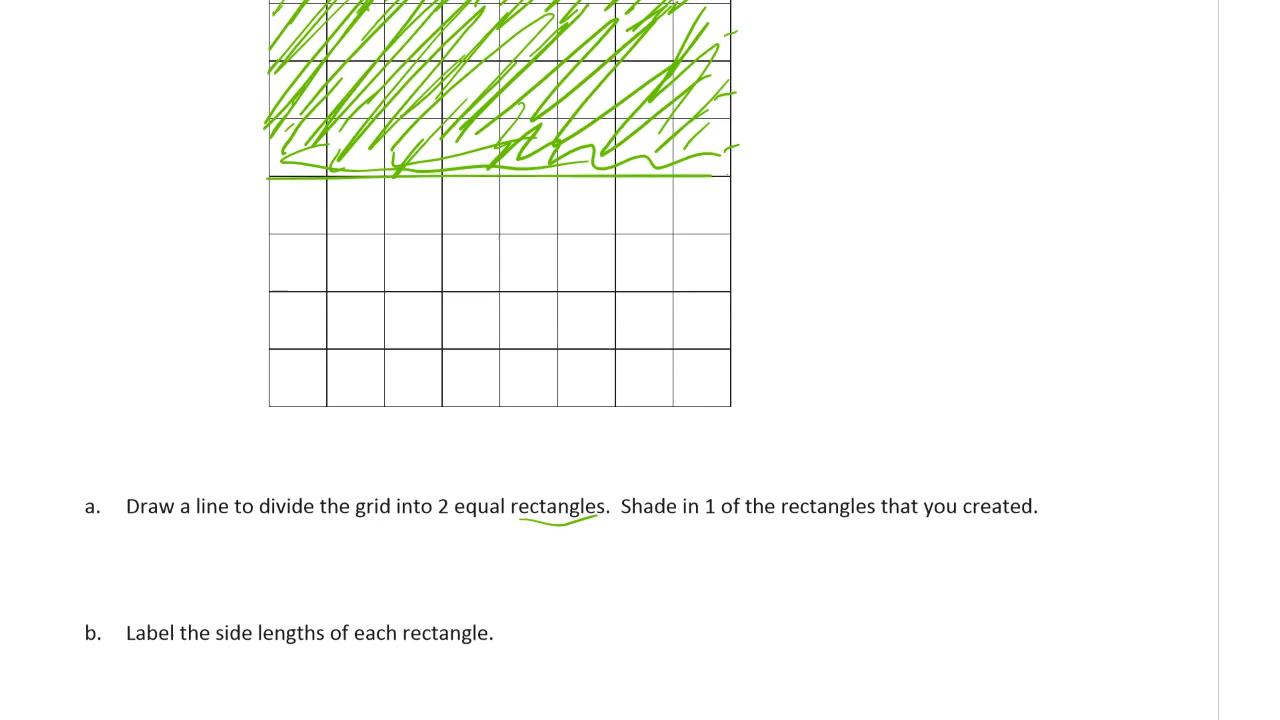 a. Draw a line to divide the grid into 2 equal rectangles. Shade in 1 of the rectangles that you created.
b. Label the side lengths of each rectangle.